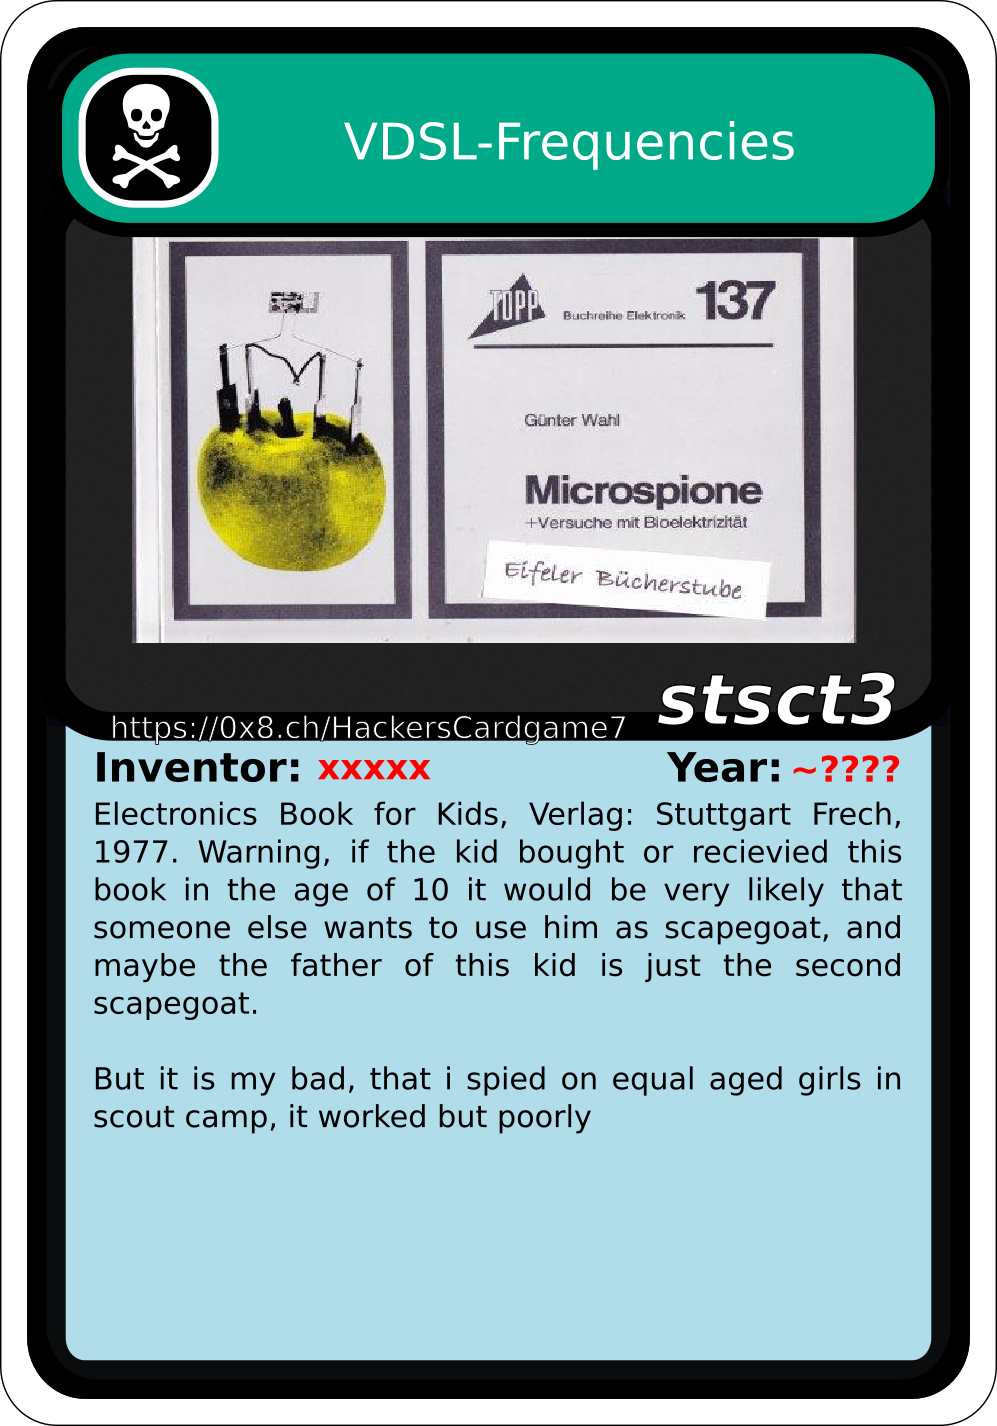 VDSL-Frequencies
TOPP
Buchreihe Elektronik
137
Günter Wahl
Microspione
+Versuche mit Bioelektrizität
Eifeler Bücherstube
stsct3
https://0x8.ch/HackersCardgame7
Inventor: xxxxx Year: ~????
Electronics Book for Kids, Verlag: Stuttgart Frech,
1977. Warning, if the kid bought or recievied this
book in the age of 10 it would be very likely that
someone else wants to use him as scapegoat, and
maybe the father of this kid is just the second
scapegoat.
But it is my bad, that i spied on equal aged girls in
scout camp, it worked but poorly